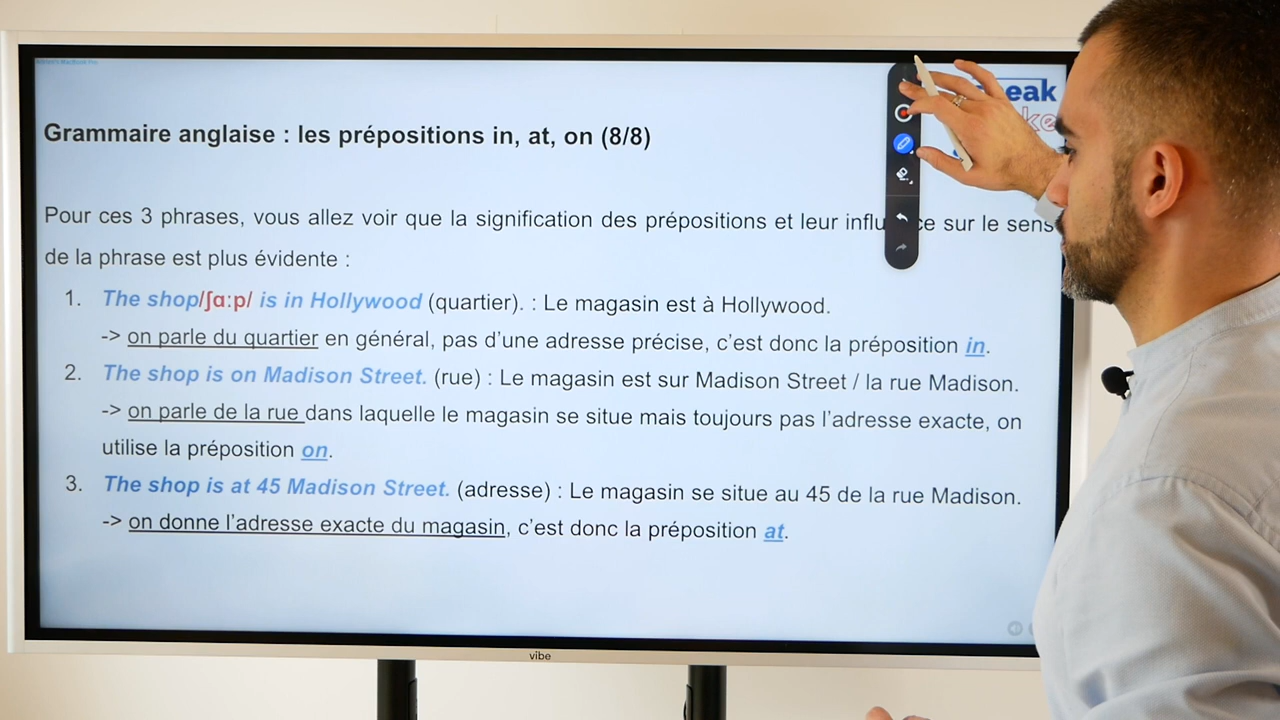 Grammaire anglaise : les prépositions in, at, on (8/8)
Pour ces 3 phrases, vous allez voir que la signification des prépositions et leur sur le sens
de la phrase est plus évidente :
1. The shop/ʃɑ:p/ is in Hollywood (quartier). : Le magasin est à Hollywood.
-> on parle du quartier en général, pas d’une adresse précise, c’est donc la préposition in.
2. The shop is on Madison Street. (rue) : Le magasin est sur Madison Street / la rue Madison.
-> on parle de la rue dans laquelle le magasin se situe mais toujours pas l’adresse exacte, on
utilise la préposition on.
3. The shop is at 45 Madison Street. (adresse) : Le magasin se situe au 45 de la rue Madison.
-> on donne l’adresse exacte du magasin, c’est donc la préposition at.
vibe